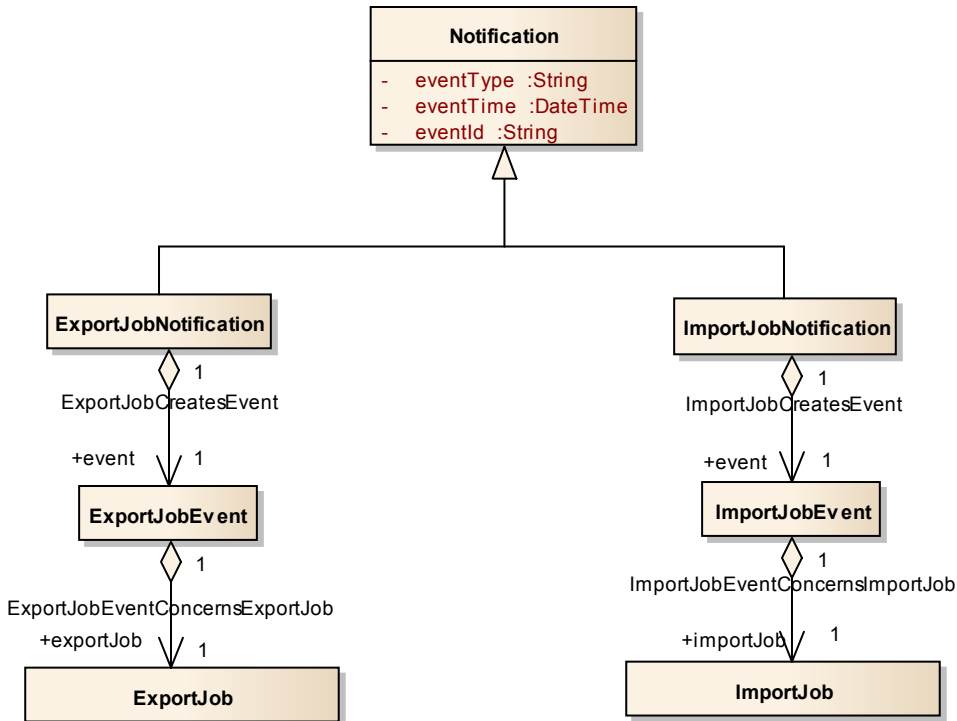 Notification
- eventType :String
- eventTime :DateTime
- eventId :String
ExportJobNotification
ImportJobNotification
1
ExportJobCreatesEvent
1
ImportJobCreatesEvent
+event 1
+event 1
ExportJobEvent
ImportJobEvent
1
ExportJobEventConcernsExportJob
1
ImportJobEventConcernsImportJob
+exportJob 1
+importJob 1
ExportJob
ImportJob